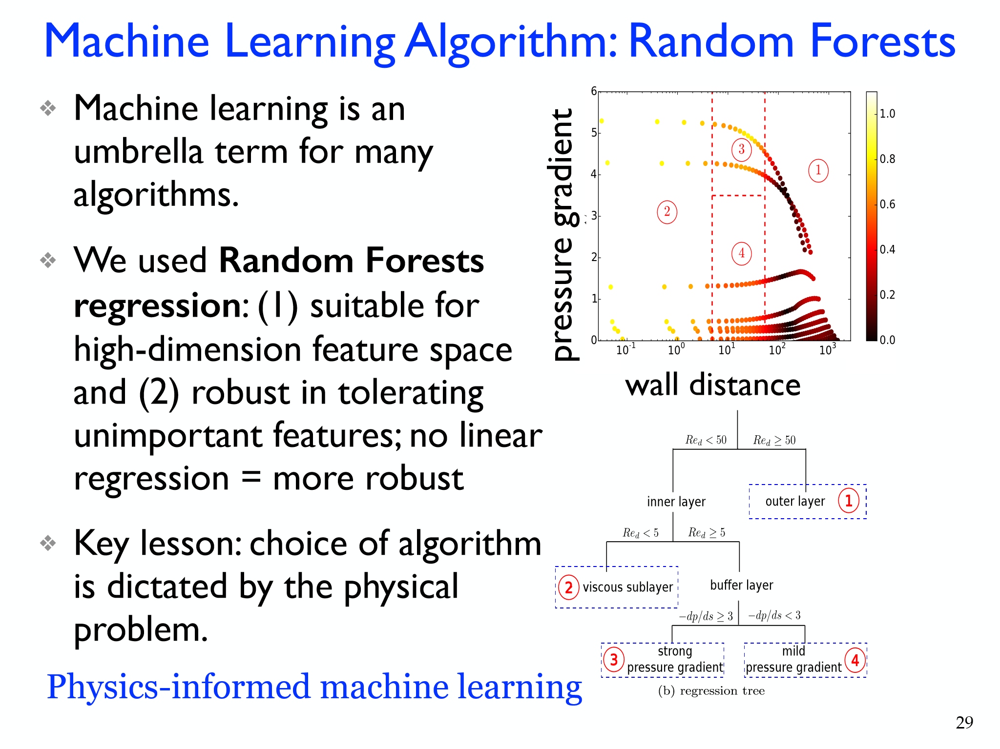 Machine Learning Algorithm: Random Forests
❖ Machine learning is an
umbrella term for many
algorithms.
❖ We used Random Forests
regression: (1) suitable for
high-dimension feature space
and (2) robust in tolerating
unimportant features; no linear
regression = more robust
❖ Key lesson: choice of algorithm
is dictated by the physical
problem.
Physics-informed machine learning
pressure gradient
6
5
4
3
2
1
0
10^-1 10^0 10^1 10^2 10^3
wall distance
1
2
3
4
1.0
0.8
0.6
0.4
0.2
0.0
Re_d < 50 Re_d ≥ 50
inner layer outer layer 1
Re_d < 5 Re_d ≥ 5
2 viscous sublayer buffer layer
−dp/ds ≥ 3 −dp/ds < 3
3 strong
pressure gradient
mild
pressure gradient 4
(b) regression tree
29